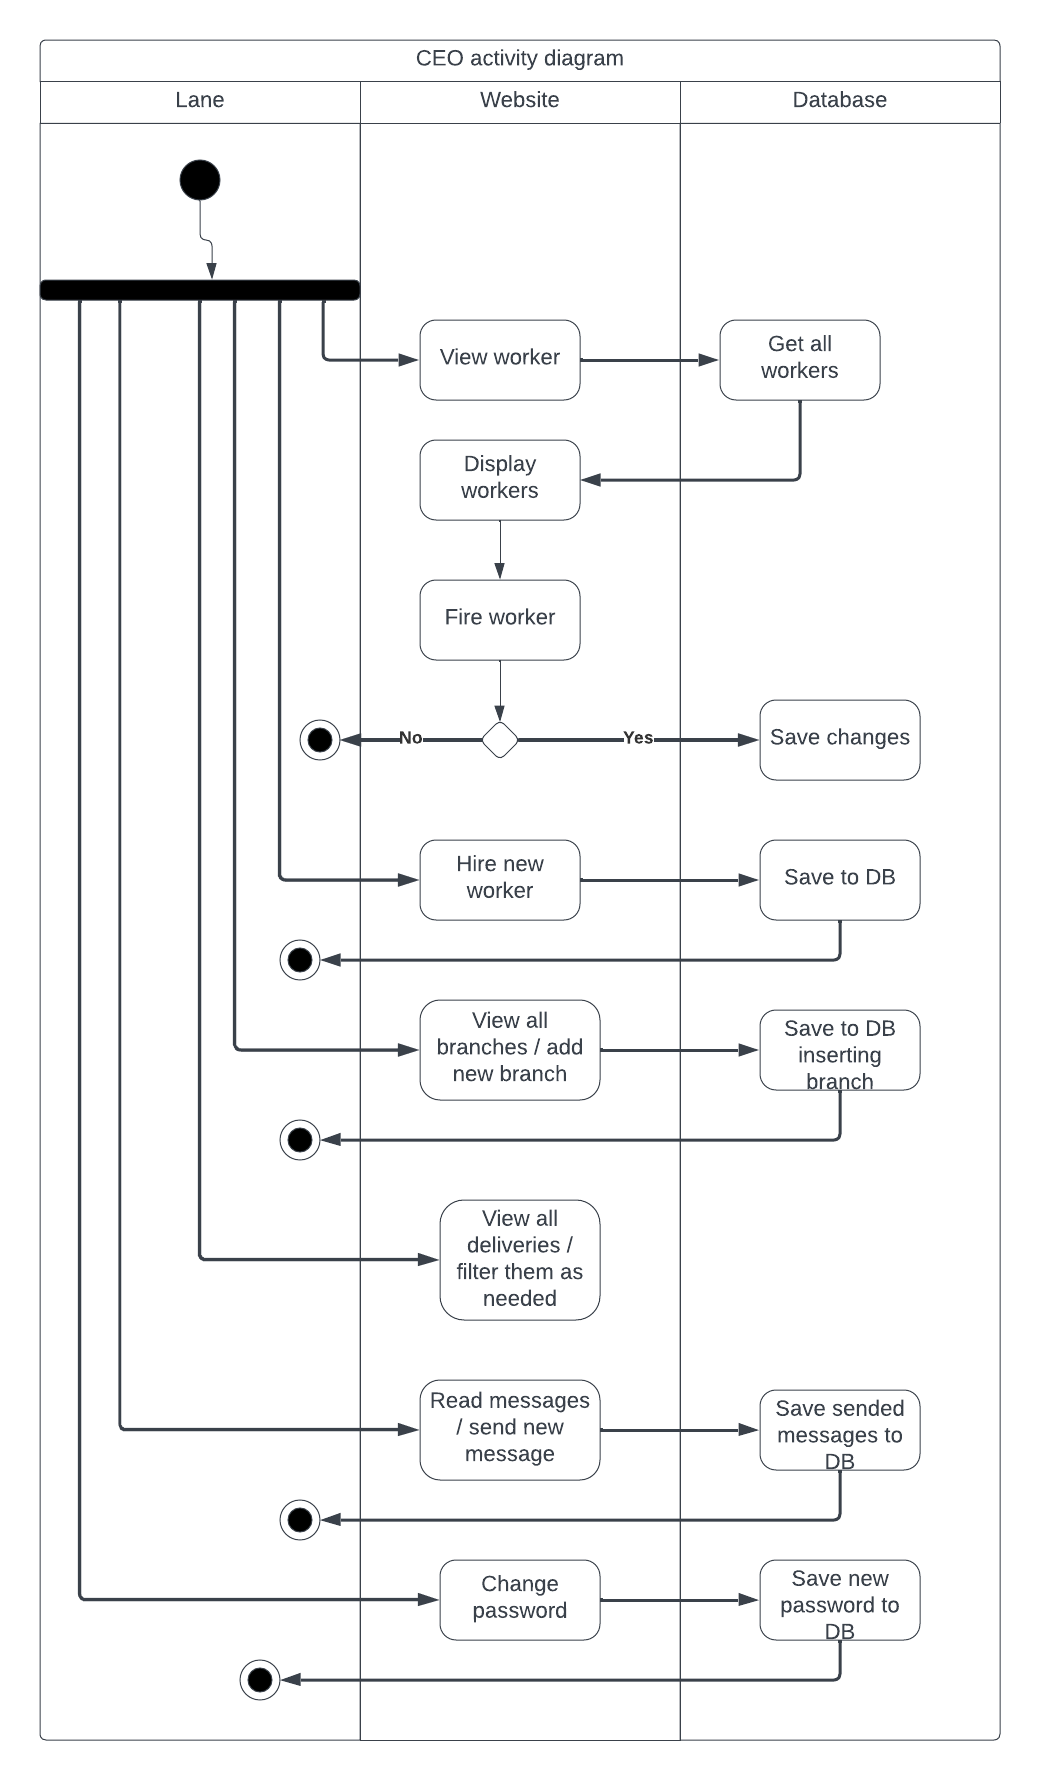 CEO activity diagram
Lane
Website
Database
View worker
Get all
workers
Display
workers
Fire worker
No
Yes
Save changes
Hire new
worker
Save to DB
View all
branches / add
new branch
Save to DB
inserting
branch
View all
deliveries /
filter them as
needed
Read messages
/ send new
message
Save sended
messages to
DB
Change
password
Save new
password to
DB